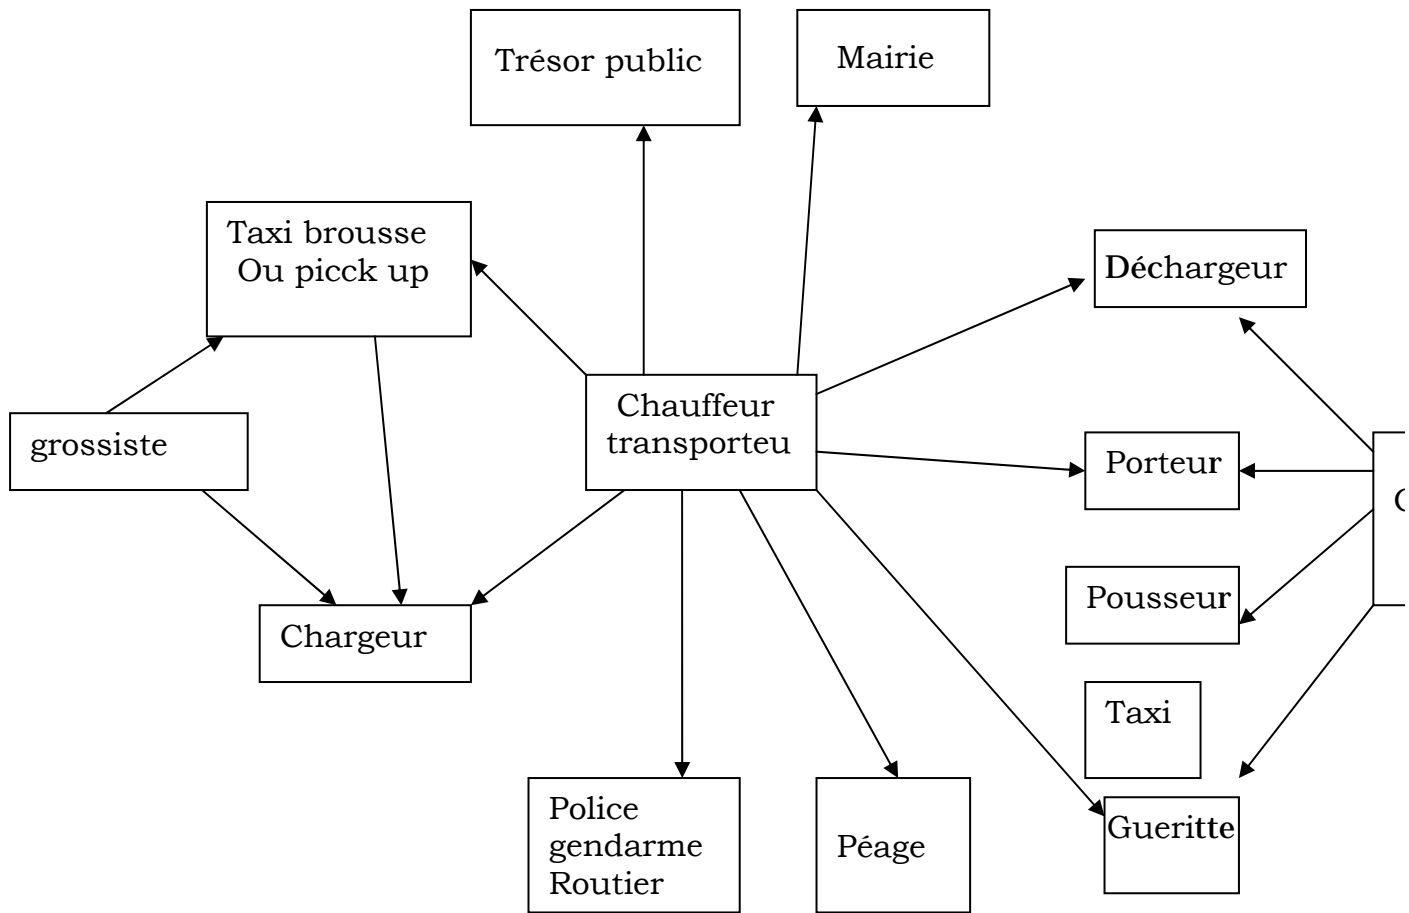 Trésor public
Mairie
Taxi brousse
Ou picck up
Déchargeur
Chauffeur
transporteu
grossiste
Porteur
Pousseur
Chargeur
Taxi
Police
gendarme
Routier
Péage
Gueritte